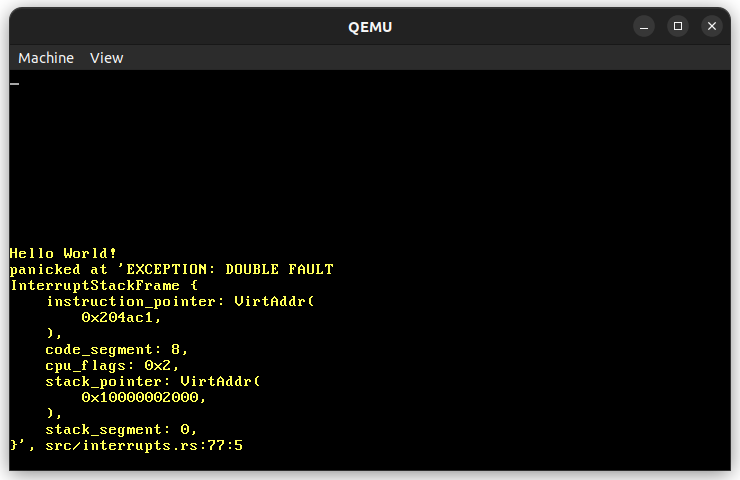 QEMU
Machine View
Hello World!
panicked at 'EXCEPTION: DOUBLE FAULT
InterruptStackFrame {
    instruction_pointer: VirtAddr(
        0x204ac1,
    ),
    code_segment: 8,
    cpu_flags: 0x2,
    stack_pointer: VirtAddr(
        0x10000002000,
    ),
    stack_segment: 0,
}', src/interrupts.rs:77:5